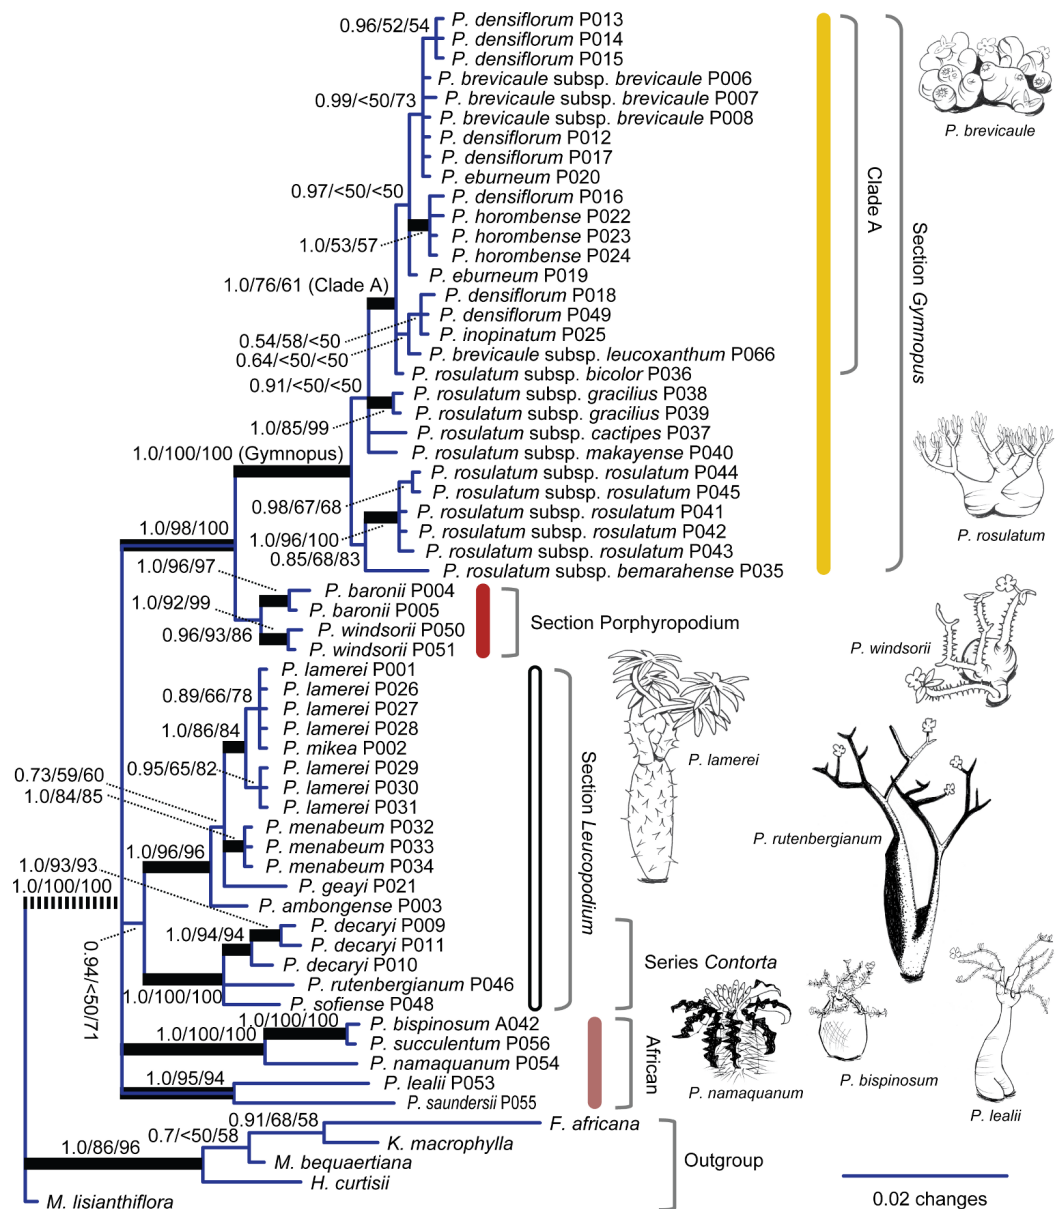 0.96/52/54
P. densiflorum P013
P. densiflorum P014
P. densiflorum P015
P. brevicaule subsp. brevicaule P006
0.99/<50/73
P. brevicaule subsp. brevicaule P007
P. brevicaule subsp. brevicaule P008
P. densiflorum P012
P. densiflorum P017
P. eburneum P020
0.97/<50/<50
P. densiflorum P016
P. horombense P022
P. horombense P023
1.0/53/57
P. horombense P024
P. eburneum P019
1.0/76/61 (Clade A)
P. densiflorum P018
P. densiflorum P049
0.54/58/<50
P. inopinatum P025
0.64/<50/<50
P. brevicaule subsp. leucoxanthum P066
P. rosulatum subsp. bicolor P036
0.91/<50/<50
P. rosulatum subsp. gracilius P038
P. rosulatum subsp. gracilius P039
1.0/85/99
P. rosulatum subsp. cactipes P037
1.0/100/100 (Gymnopus)
P. rosulatum subsp. makayense P040
P. rosulatum subsp. rosulatum P044
P. rosulatum subsp. rosulatum P045
0.98/67/68
P. rosulatum subsp. rosulatum P041
1.0/98/100
P. rosulatum subsp. rosulatum P042
1.0/96/100
P. rosulatum subsp. rosulatum P043
0.85/68/83
P. rosulatum subsp. bemarahense P035
1.0/96/97
P. baronii P004
P. baronii P005
1.0/92/99
P. windsorii P050
0.96/93/86
P. windsorii P051
P. lamerei P001
P. lamerei P026
0.89/66/78
P. lamerei P027
P. lamerei P028
1.0/86/84
P. mikea P002
P. lamerei P029
0.95/65/82
P. lamerei P030
0.73/59/60
P. lamerei P031
1.0/84/85
P. menabeum P032
P. menabeum P033
1.0/96/96
P. menabeum P034
1.0/93/93
P. geayi P021
1.0/100/100
P. ambongense P003
P. decaryi P009
1.0/94/94
P. decaryi P011
P. decaryi P010
0.94/<50/71
P. rutenbergianum P046
1.0/100/100
P. sofiense P048
1.0/100/100
P. bispinosum A042
1.0/100/100
P. succulentum P056
P. namaquanum P054
1.0/95/94
P. lealii P053
P. saundersii P055
0.91/68/58
F. africana
0.7/<50/58
K. macrophylla
1.0/86/96
M. bequaertiana
H. curtisii
M. lisianthiflora
Clade A
Section Gymnopus
Section Porphyropodium
Section Leucopodium
Series Contorta
African
Outgroup
P. brevicaule
P. rosulatum
P. windsorii
P. lamerei
P. rutenbergianum
P. namaquanum
P. bispinosum
P. lealii
0.02 changes